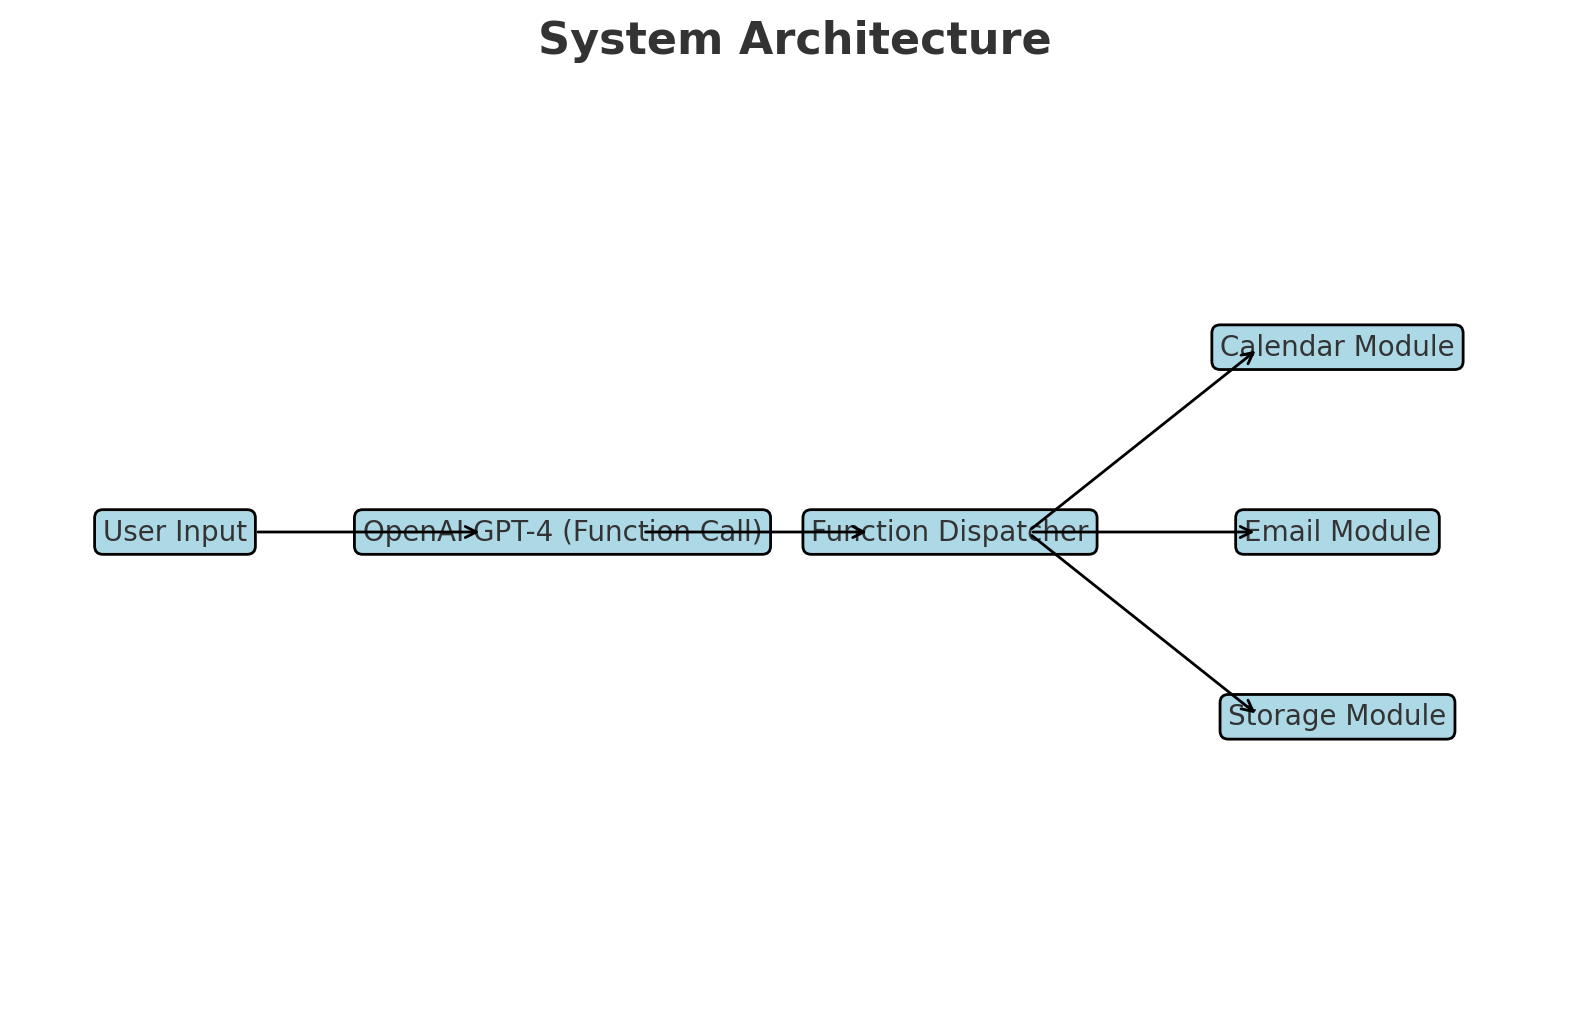 System Architecture
Calendar Module
User Input
OpenAI GPT-4 (Function Call)
Function Dispatcher
Email Module
Storage Module